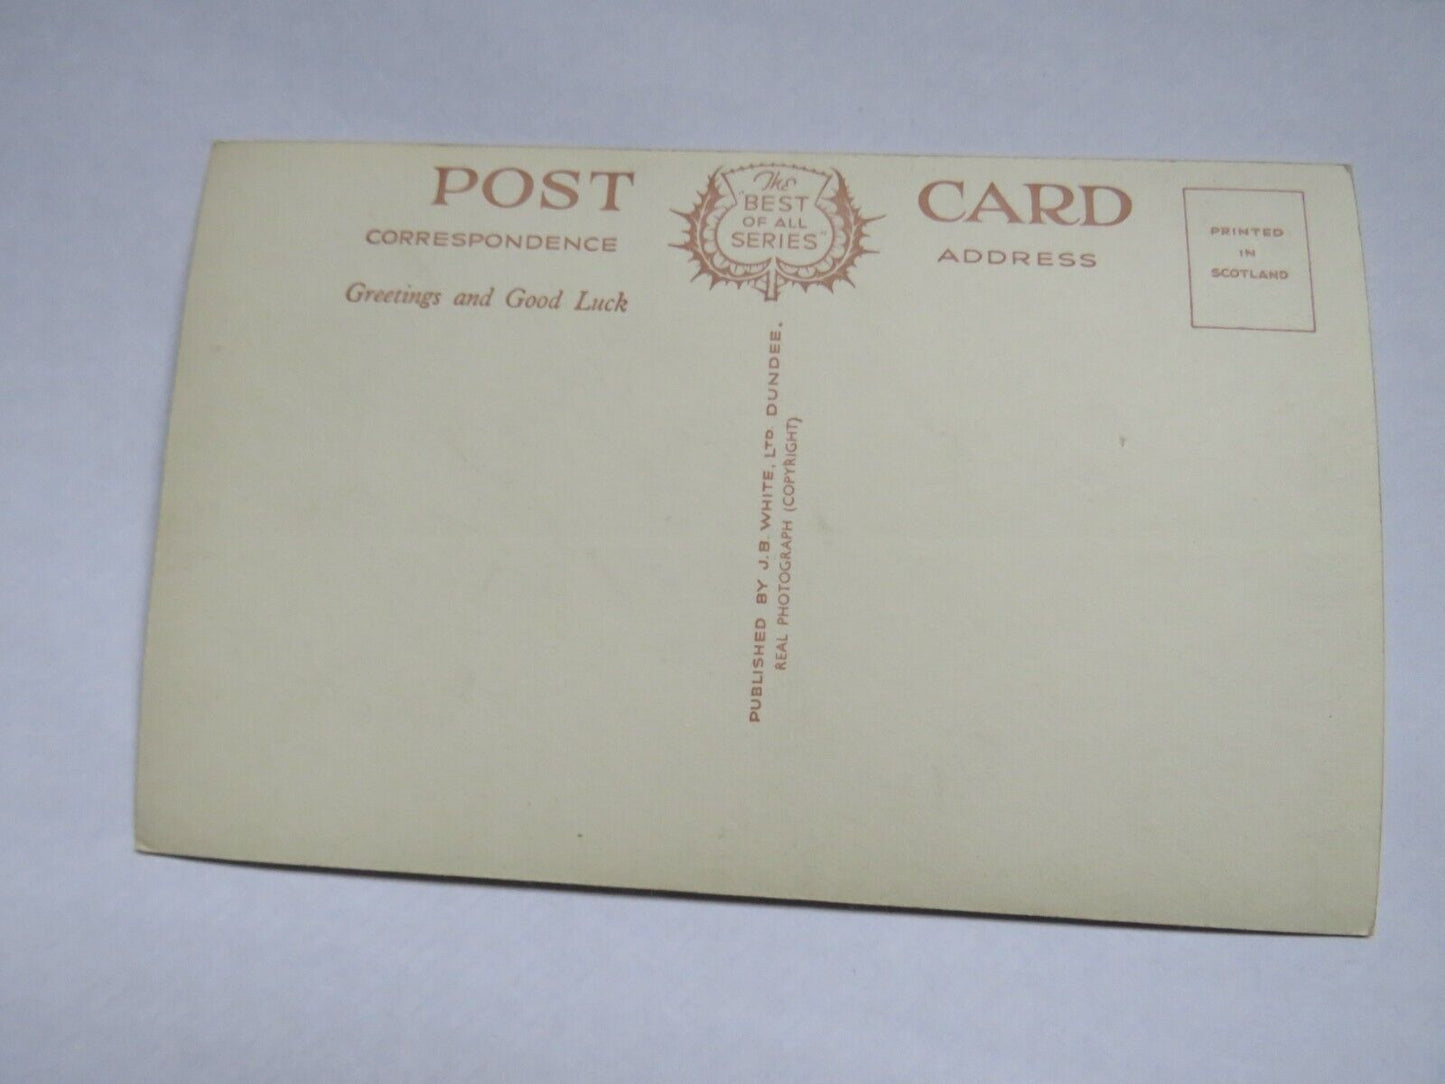 POST CARD
CORRESPONDENCE
ADDRESS
Greetings and Good Luck
The
"BEST
OF ALL
SERIES"
PRINTED
IN
SCOTLAND
PUBLISHED BY J.B. WHITE, LTD. DUNDEE.
REAL PHOTOGRAPH (COPYRIGHT)